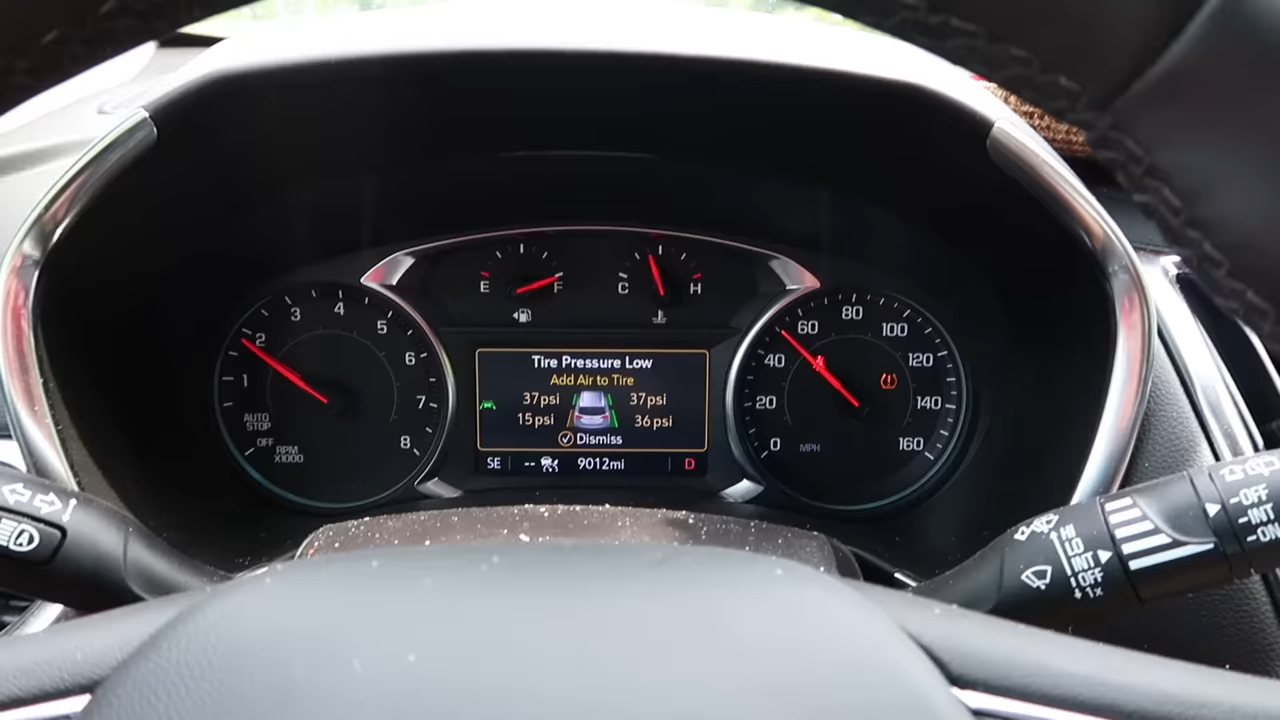 E F
C H
1 2 3 4 5 6 7 8
AUTO
STOP
OFF
RPM
X1000
Tire Pressure Low
Add Air to Tire
37psi 37psi
15psi 36psi
Dismiss
SE -- 9012mi D
0 20 40 60 80 100 120 140 160
MPH
A
HI
LO
INT
OFF
1x
-OFF
-INT
-ON